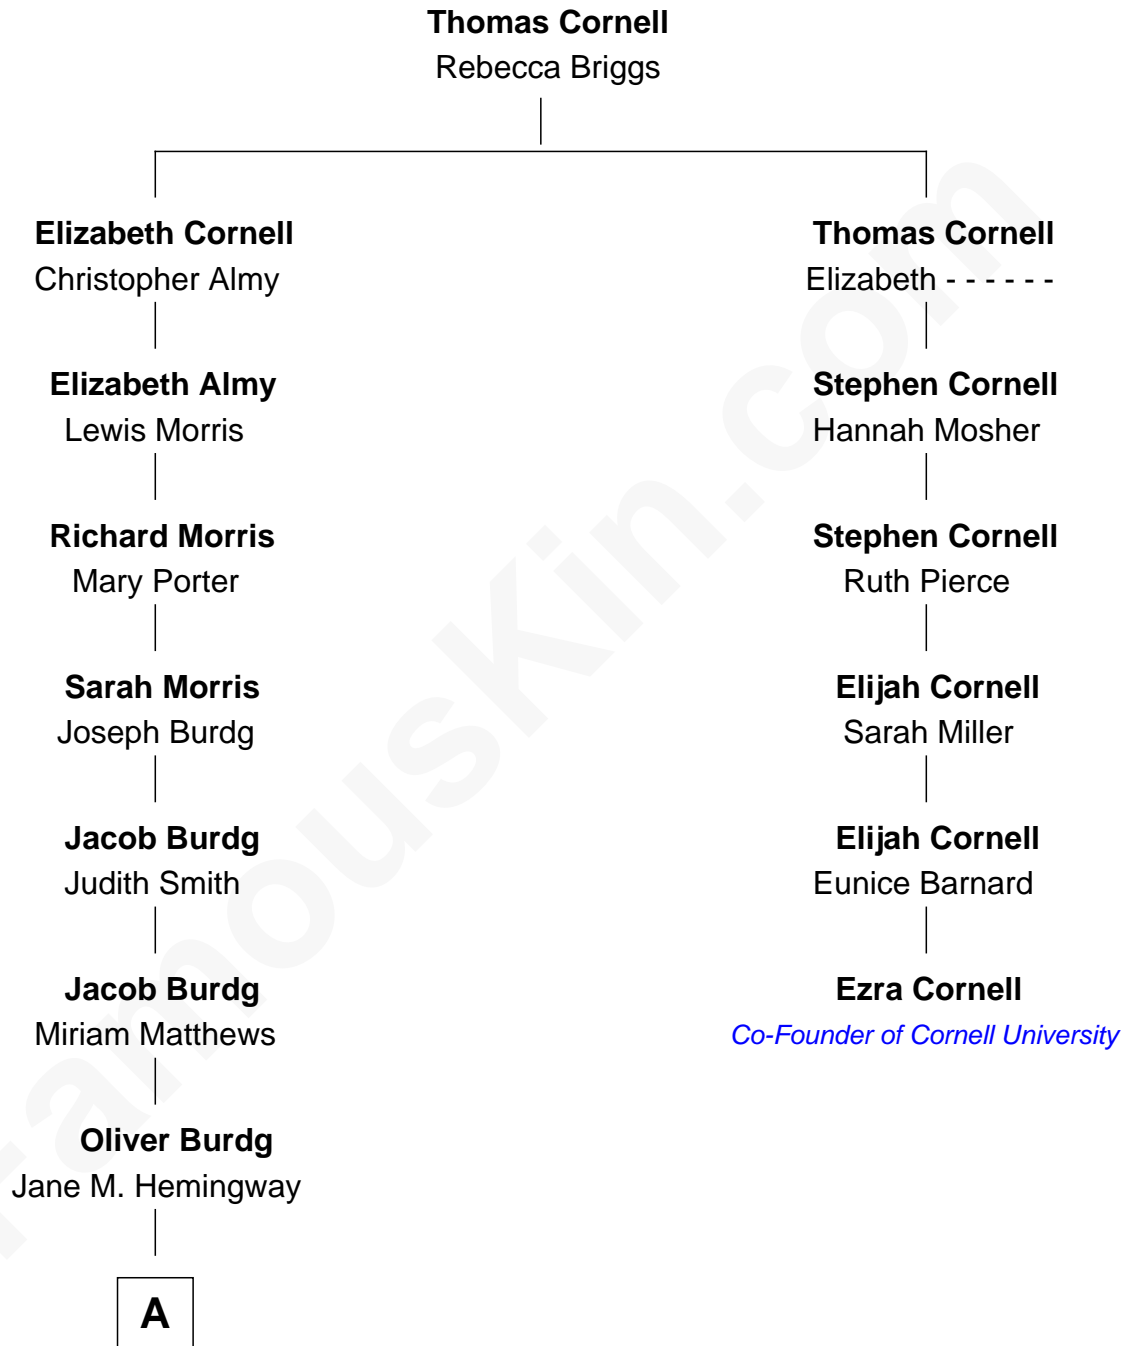 Thomas Cornell
Rebecca Briggs
Elizabeth Cornell
Christopher Almy
Elizabeth Almy
Lewis Morris
Richard Morris
Mary Porter
Sarah Morris
Joseph Burdg
Jacob Burdg
Judith Smith
Jacob Burdg
Miriam Matthews
Oliver Burdg
Jane M. Hemingway
A
Thomas Cornell
Elizabeth - - - - - -
Stephen Cornell
Hannah Mosher
Stephen Cornell
Ruth Pierce
Elijah Cornell
Sarah Miller
Elijah Cornell
Eunice Barnard
Ezra Cornell
Co-Founder of Cornell University
FamousKin.com